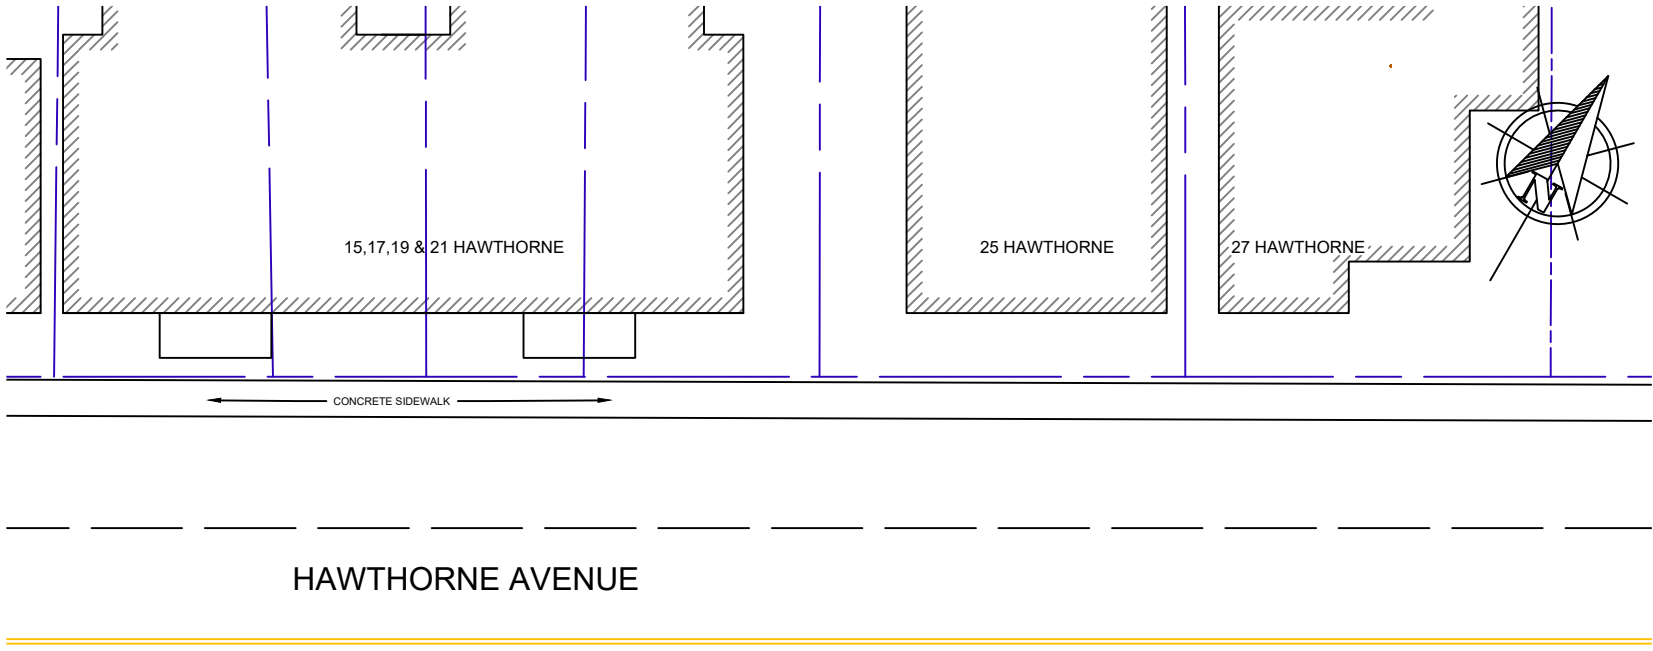 15,17,19 & 21 HAWTHORNE
25 HAWTHORNE
27 HAWTHORNE
N
CONCRETE SIDEWALK
HAWTHORNE AVENUE